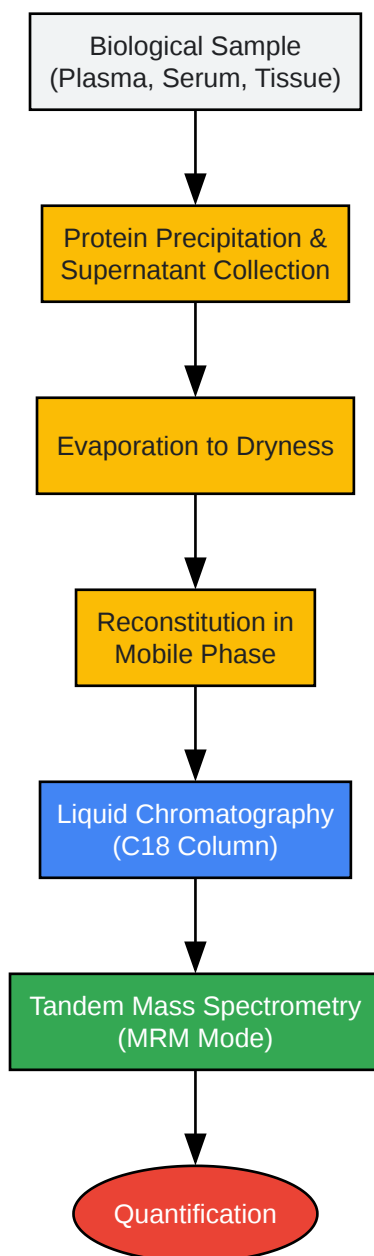 Biological Sample
(Plasma, Serum, Tissue)
Protein Precipitation &
Supernatant Collection
Evaporation to Dryness
Reconstitution in
Mobile Phase
Liquid Chromatography
(C18 Column)
Tandem Mass Spectrometry
(MRM Mode)
Quantification